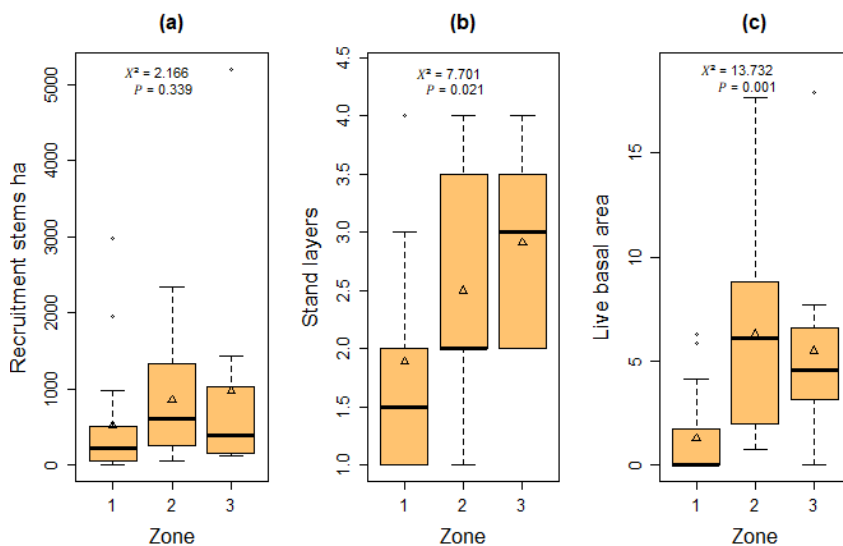 (a)
X² = 2.166
P = 0.339
Recruitment stems ha
0
1000
2000
3000
4000
5000
1
2
3
Zone
(b)
X² = 7.701
P = 0.021
Stand layers
1.0
1.5
2.0
2.5
3.0
3.5
4.0
4.5
1
2
3
Zone
(c)
X² = 13.732
P = 0.001
Live basal area
0
5
10
15
1
2
3
Zone